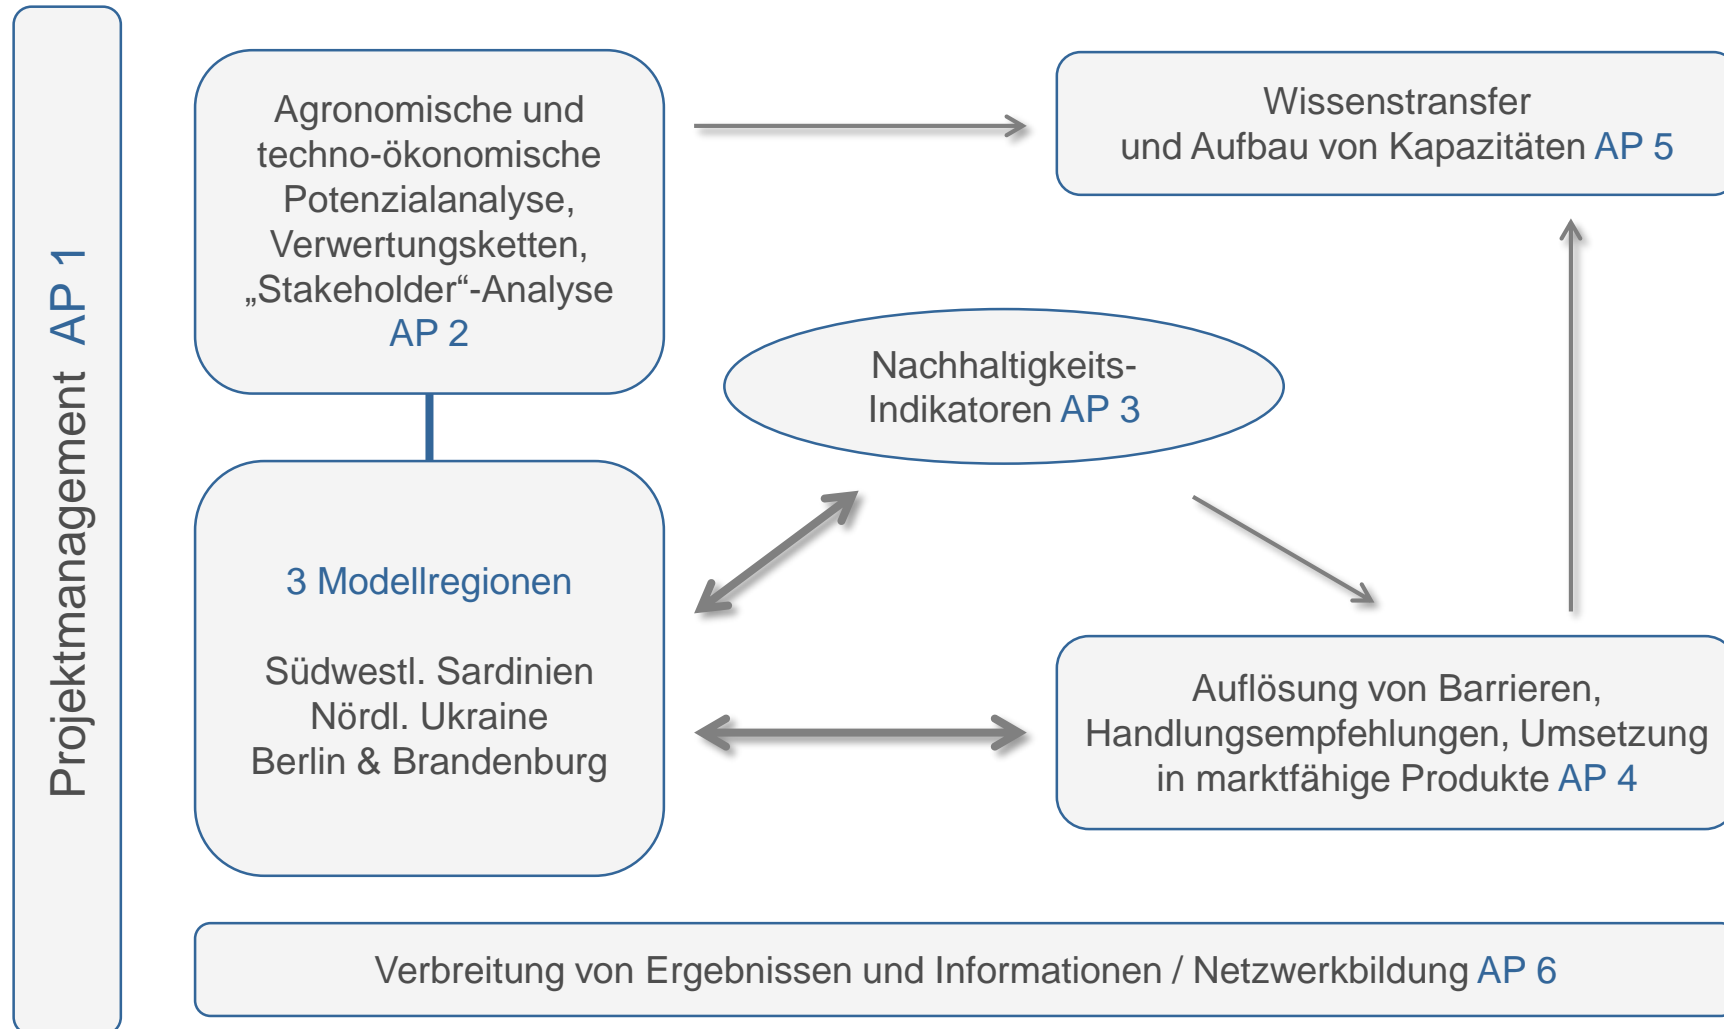 Projektmanagement AP 1
Agronomische und
techno-ökonomische
Potenzialanalyse,
Verwertungsketten,
„Stakeholder“-Analyse
AP 2
Wissenstransfer
und Aufbau von Kapazitäten AP 5
Nachhaltigkeits-
Indikatoren AP 3
3 Modellregionen
Südwestl. Sardinien
Nördl. Ukraine
Berlin & Brandenburg
Auflösung von Barrieren,
Handlungsempfehlungen, Umsetzung
in marktfähige Produkte AP 4
Verbreitung von Ergebnissen und Informationen / Netzwerkbildung AP 6